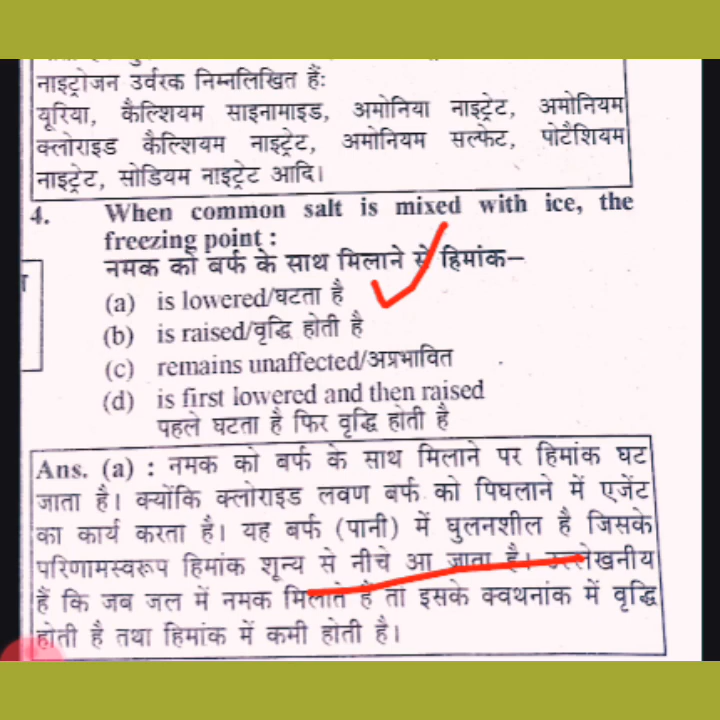 नाइट्रोजन उर्वरक निम्नलिखित हैं:
यूरिया, कैल्शियम साइनामाइड, अमोनिया नाइट्रेट, अमोनियम
क्लोराइड कैल्शियम नाइट्रेट, अमोनियम सल्फेट, पोटैशियम
नाइट्रेट, सोडियम नाइट्रेट आदि।
4. When common salt is mixed with ice, the
freezing point :
नमक को बर्फ के साथ मिलाने से हिमांक–
(a) is lowered/घटता है
(b) is raised/वृद्धि होती है
(c) remains unaffected/अप्रभावित
(d) is first lowered and then raised
पहले घटता है फिर वृद्धि होती है
Ans. (a) : नमक को बर्फ के साथ मिलाने पर हिमांक घट
जाता है। क्योंकि क्लोराइड लवण बर्फ को पिघलाने में एजेंट
का कार्य करता है। यह बर्फ (पानी) में घुलनशील है जिसके
परिणामस्वरूप हिमांक शून्य से नीचे आ जाता है। उल्लेखनीय
हैं कि जब जल में नमक मिलाते हैं तो इसके क्वथनांक में वृद्धि
होती है तथा हिमांक में कमी होती है।